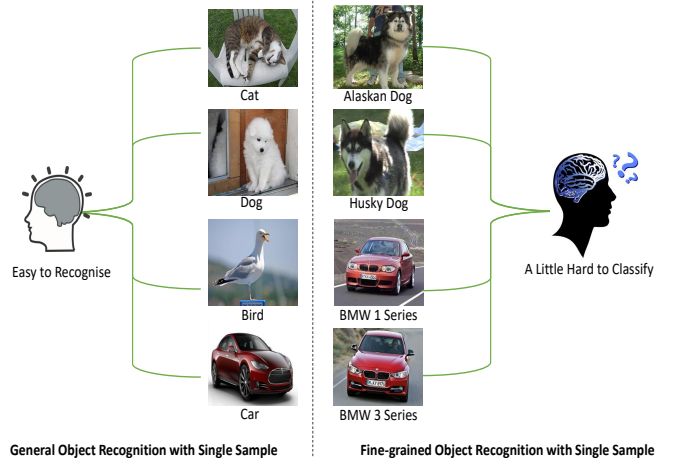 Cat
Dog
Easy to Recognise
Bird
Car
General Object Recognition with Single Sample
Alaskan Dog
Husky Dog
A Little Hard to Classify
BMW 1 Series
BMW 3 Series
Fine-grained Object Recognition with Single Sample